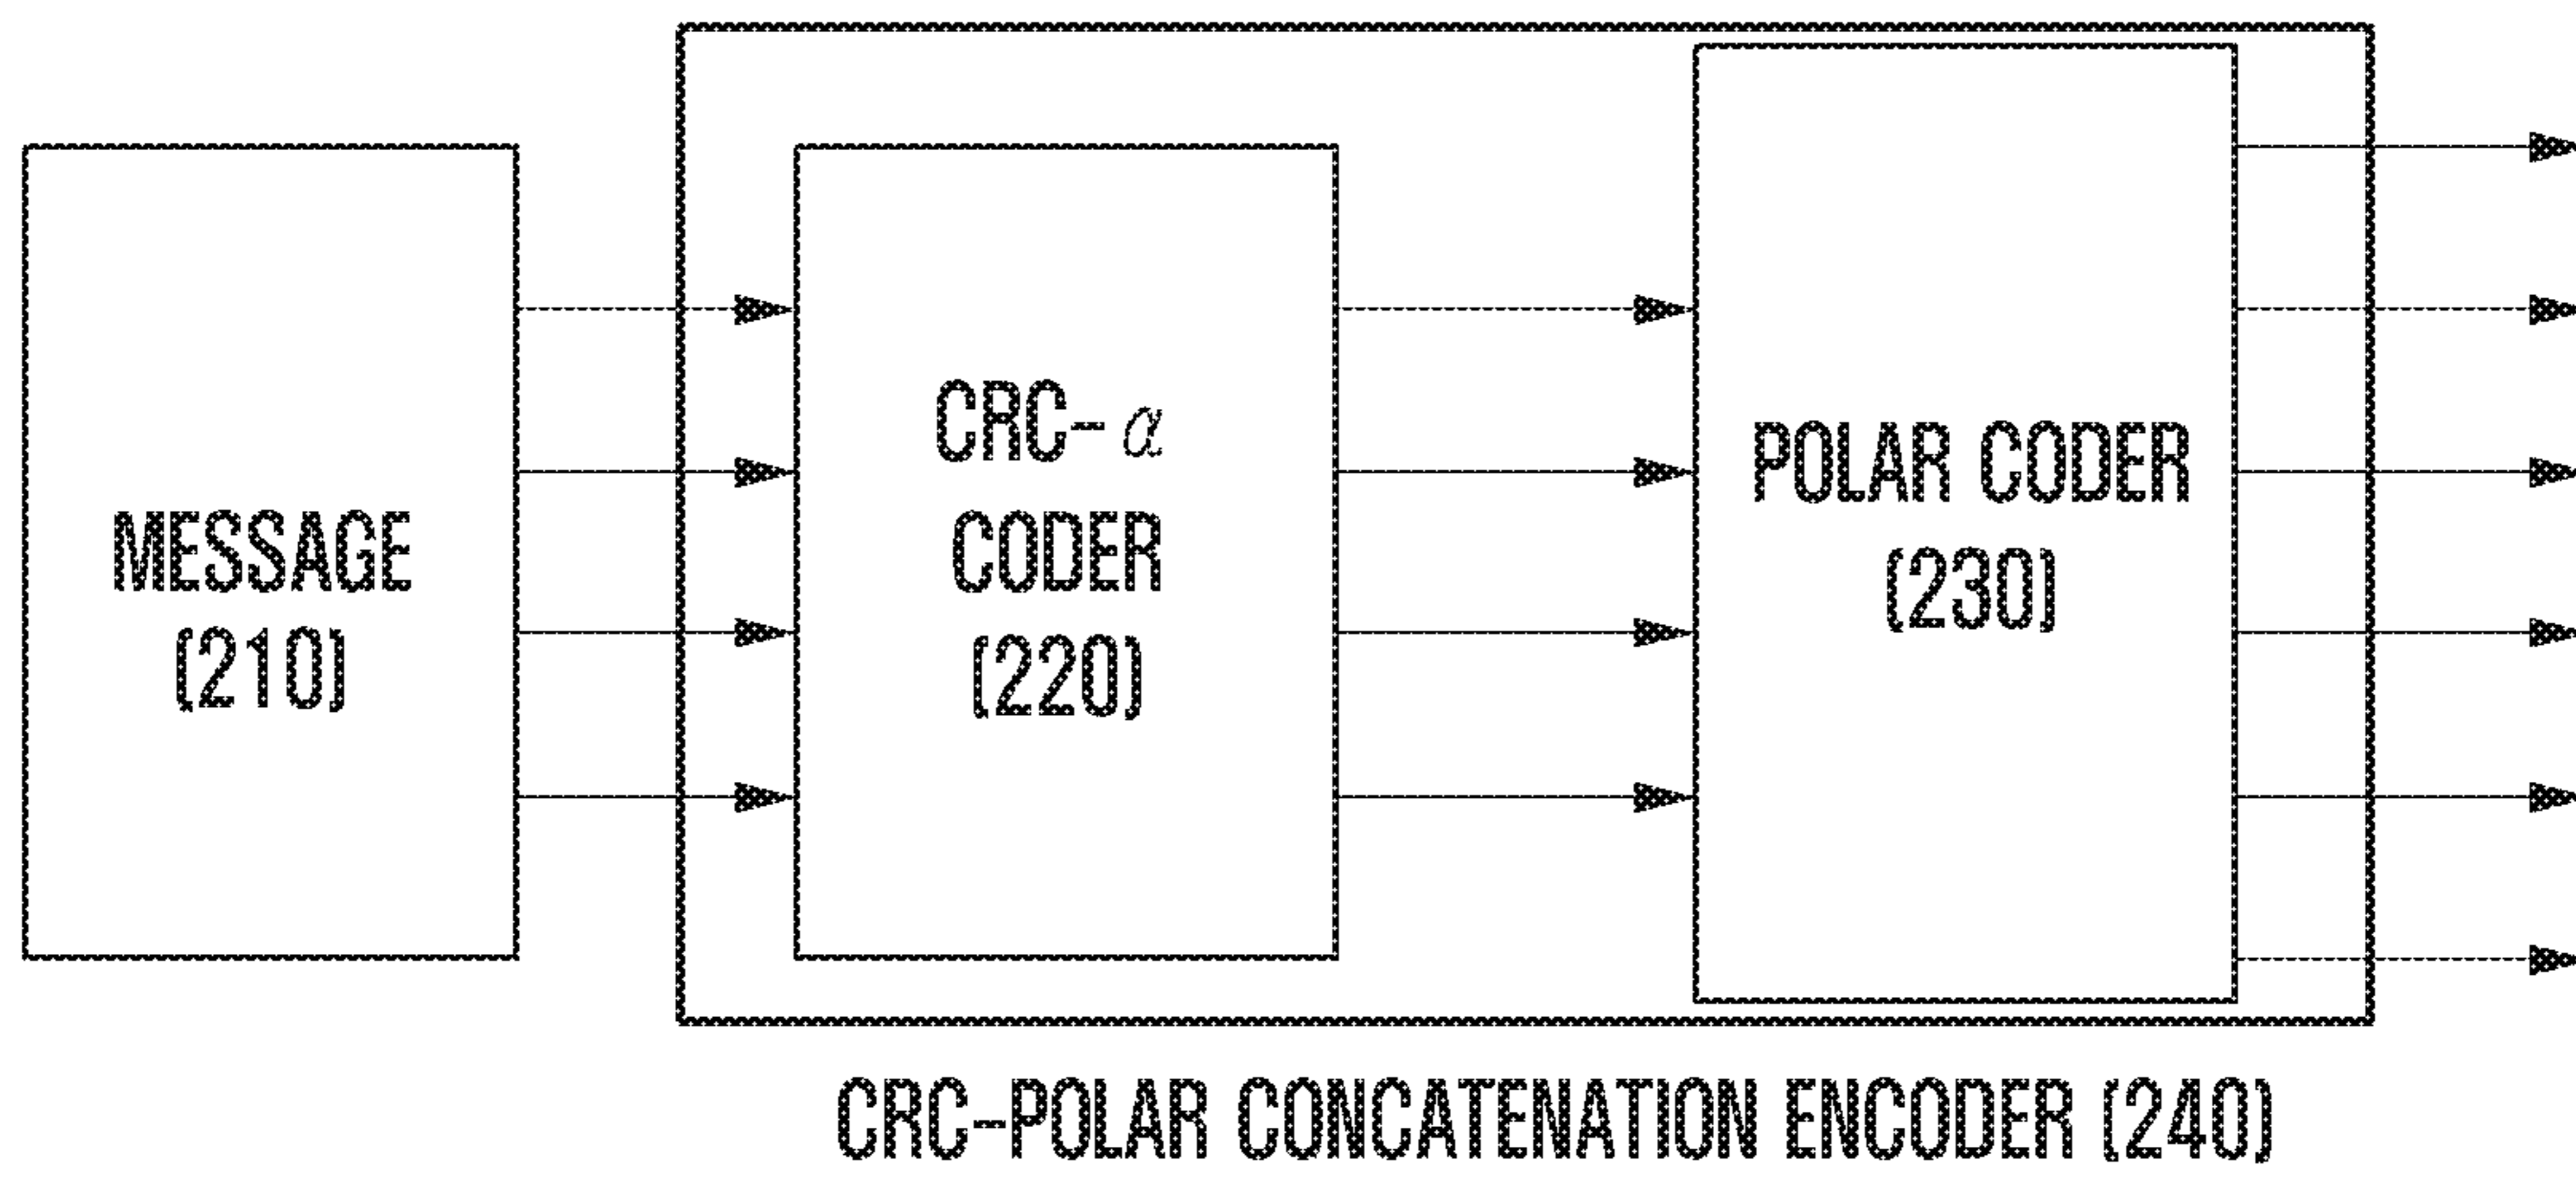 MESSAGE
(210)
CRC-α
CODER
(220)
POLAR CODER
(230)
CRC-POLAR CONCATENATION ENCODER (240)